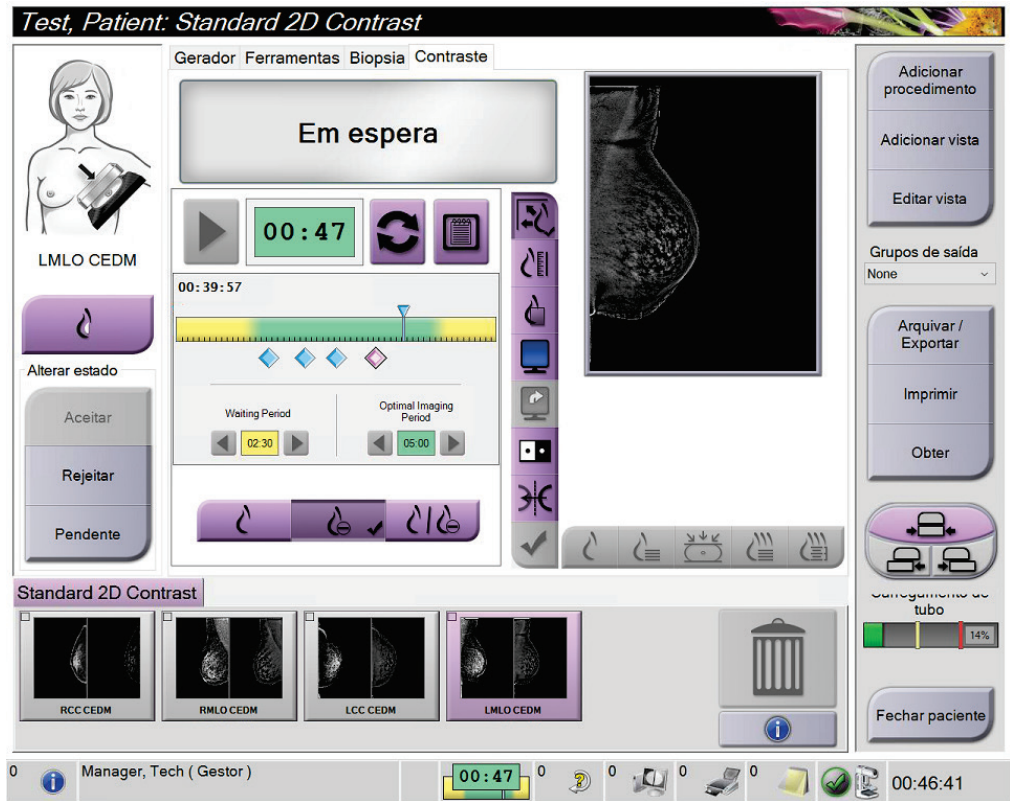 Test, Patient: Standard 2D Contrast
Gerador Ferramentas Biopsia Contraste
Em espera
LMLO CEDM
00:47
00:39:57
Waiting Period
Optimal Imaging
Period
02:30
05:00
Alterar estado
Aceitar
Rejeitar
Pendente
Adicionar
procedimento
Adicionar vista
Editar vista
Grupos de saída
None
Arquivar /
Exportar
Imprimir
Obter
tubo
14%
Fechar paciente
Standard 2D Contrast
RCC CEDM
RMLO CEDM
LCC CEDM
LMLO CEDM
0 Manager, Tech ( Gestor ) 00:47 0 0 0 0 00:46:41